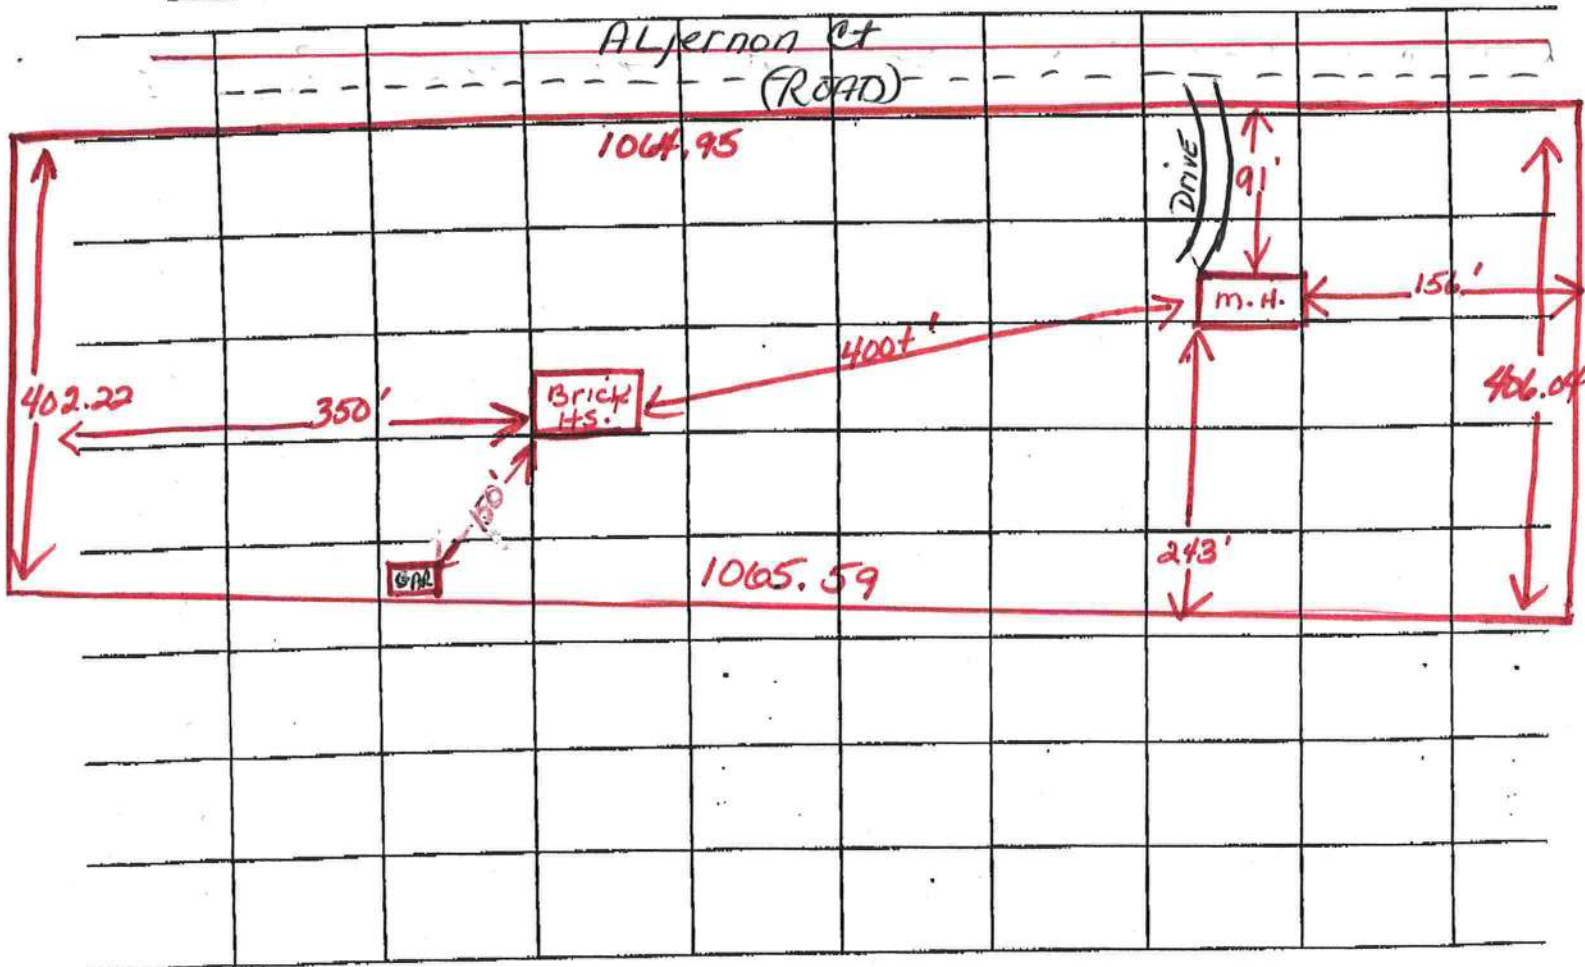 ALjernon Ct
(ROAD)
1064.95
Drive
91'
M.H.
156'
400+'
402.22
350'
Brick
Hs.
406.04
150'
GAR
1065.59
243'